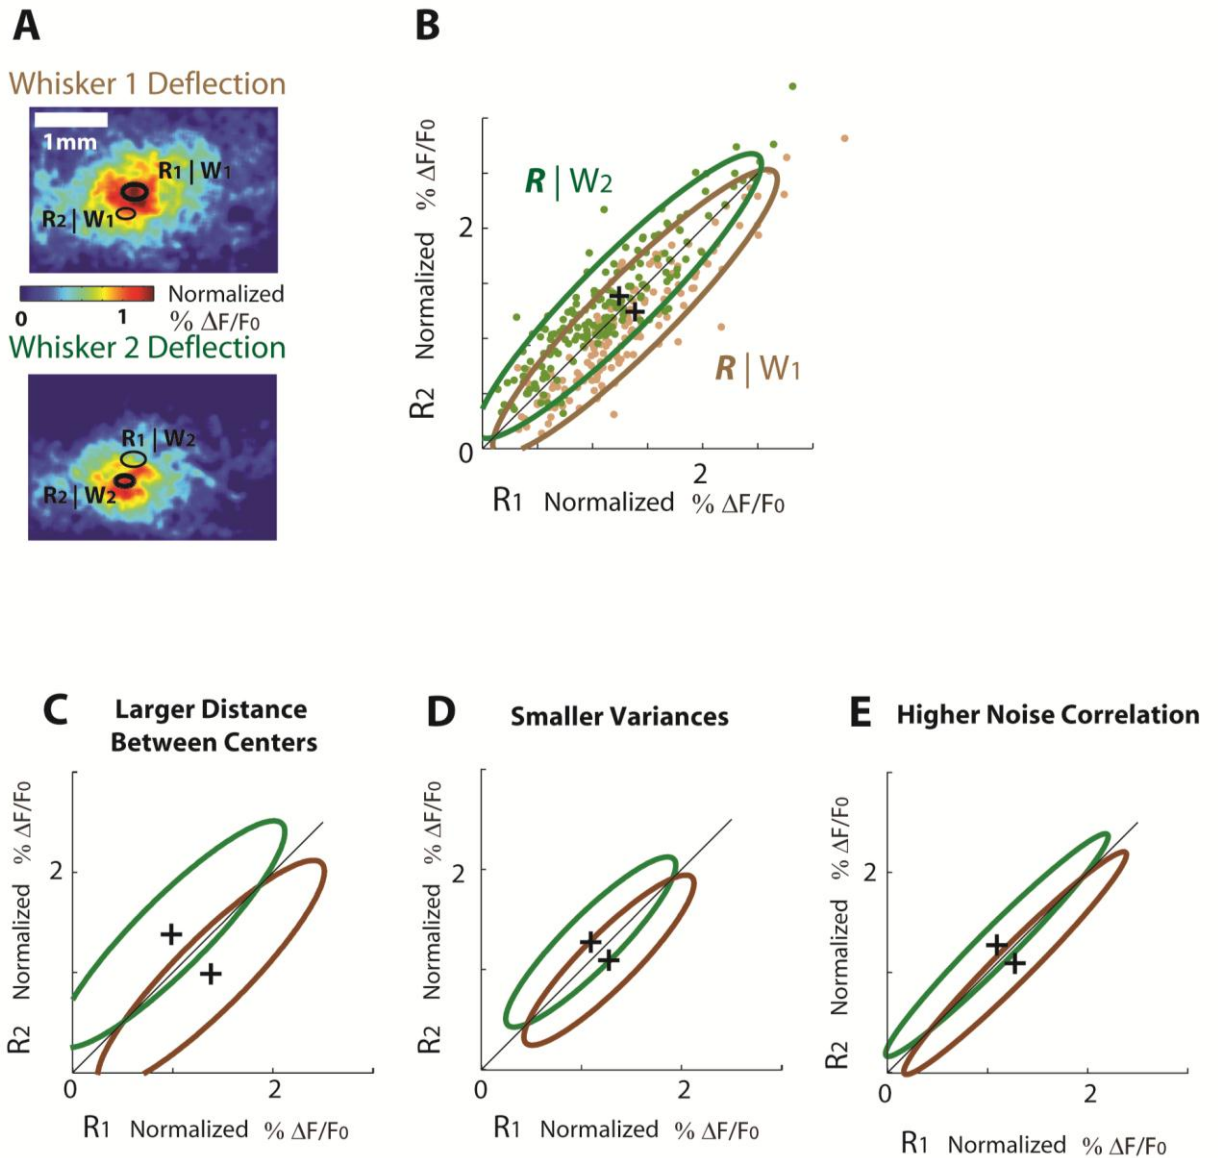 A
Whisker 1 Deflection
1mm
R1 | W1
R2 | W1
0
1
Normalized
% ΔF/F0
Whisker 2 Deflection
R1 | W2
R2 | W2
B
R2 Normalized % ΔF/F0
2
0
R | W2
R | W1
2
R1 Normalized % ΔF/F0
C
Larger Distance
Between Centers
R2 Normalized % ΔF/F0
2
0
2
R1 Normalized % ΔF/F0
D
Smaller Variances
R2 Normalized % ΔF/F0
2
0
2
R1 Normalized % ΔF/F0
E
Higher Noise Correlation
R2 Normalized % ΔF/F0
2
0
2
R1 Normalized % ΔF/F0